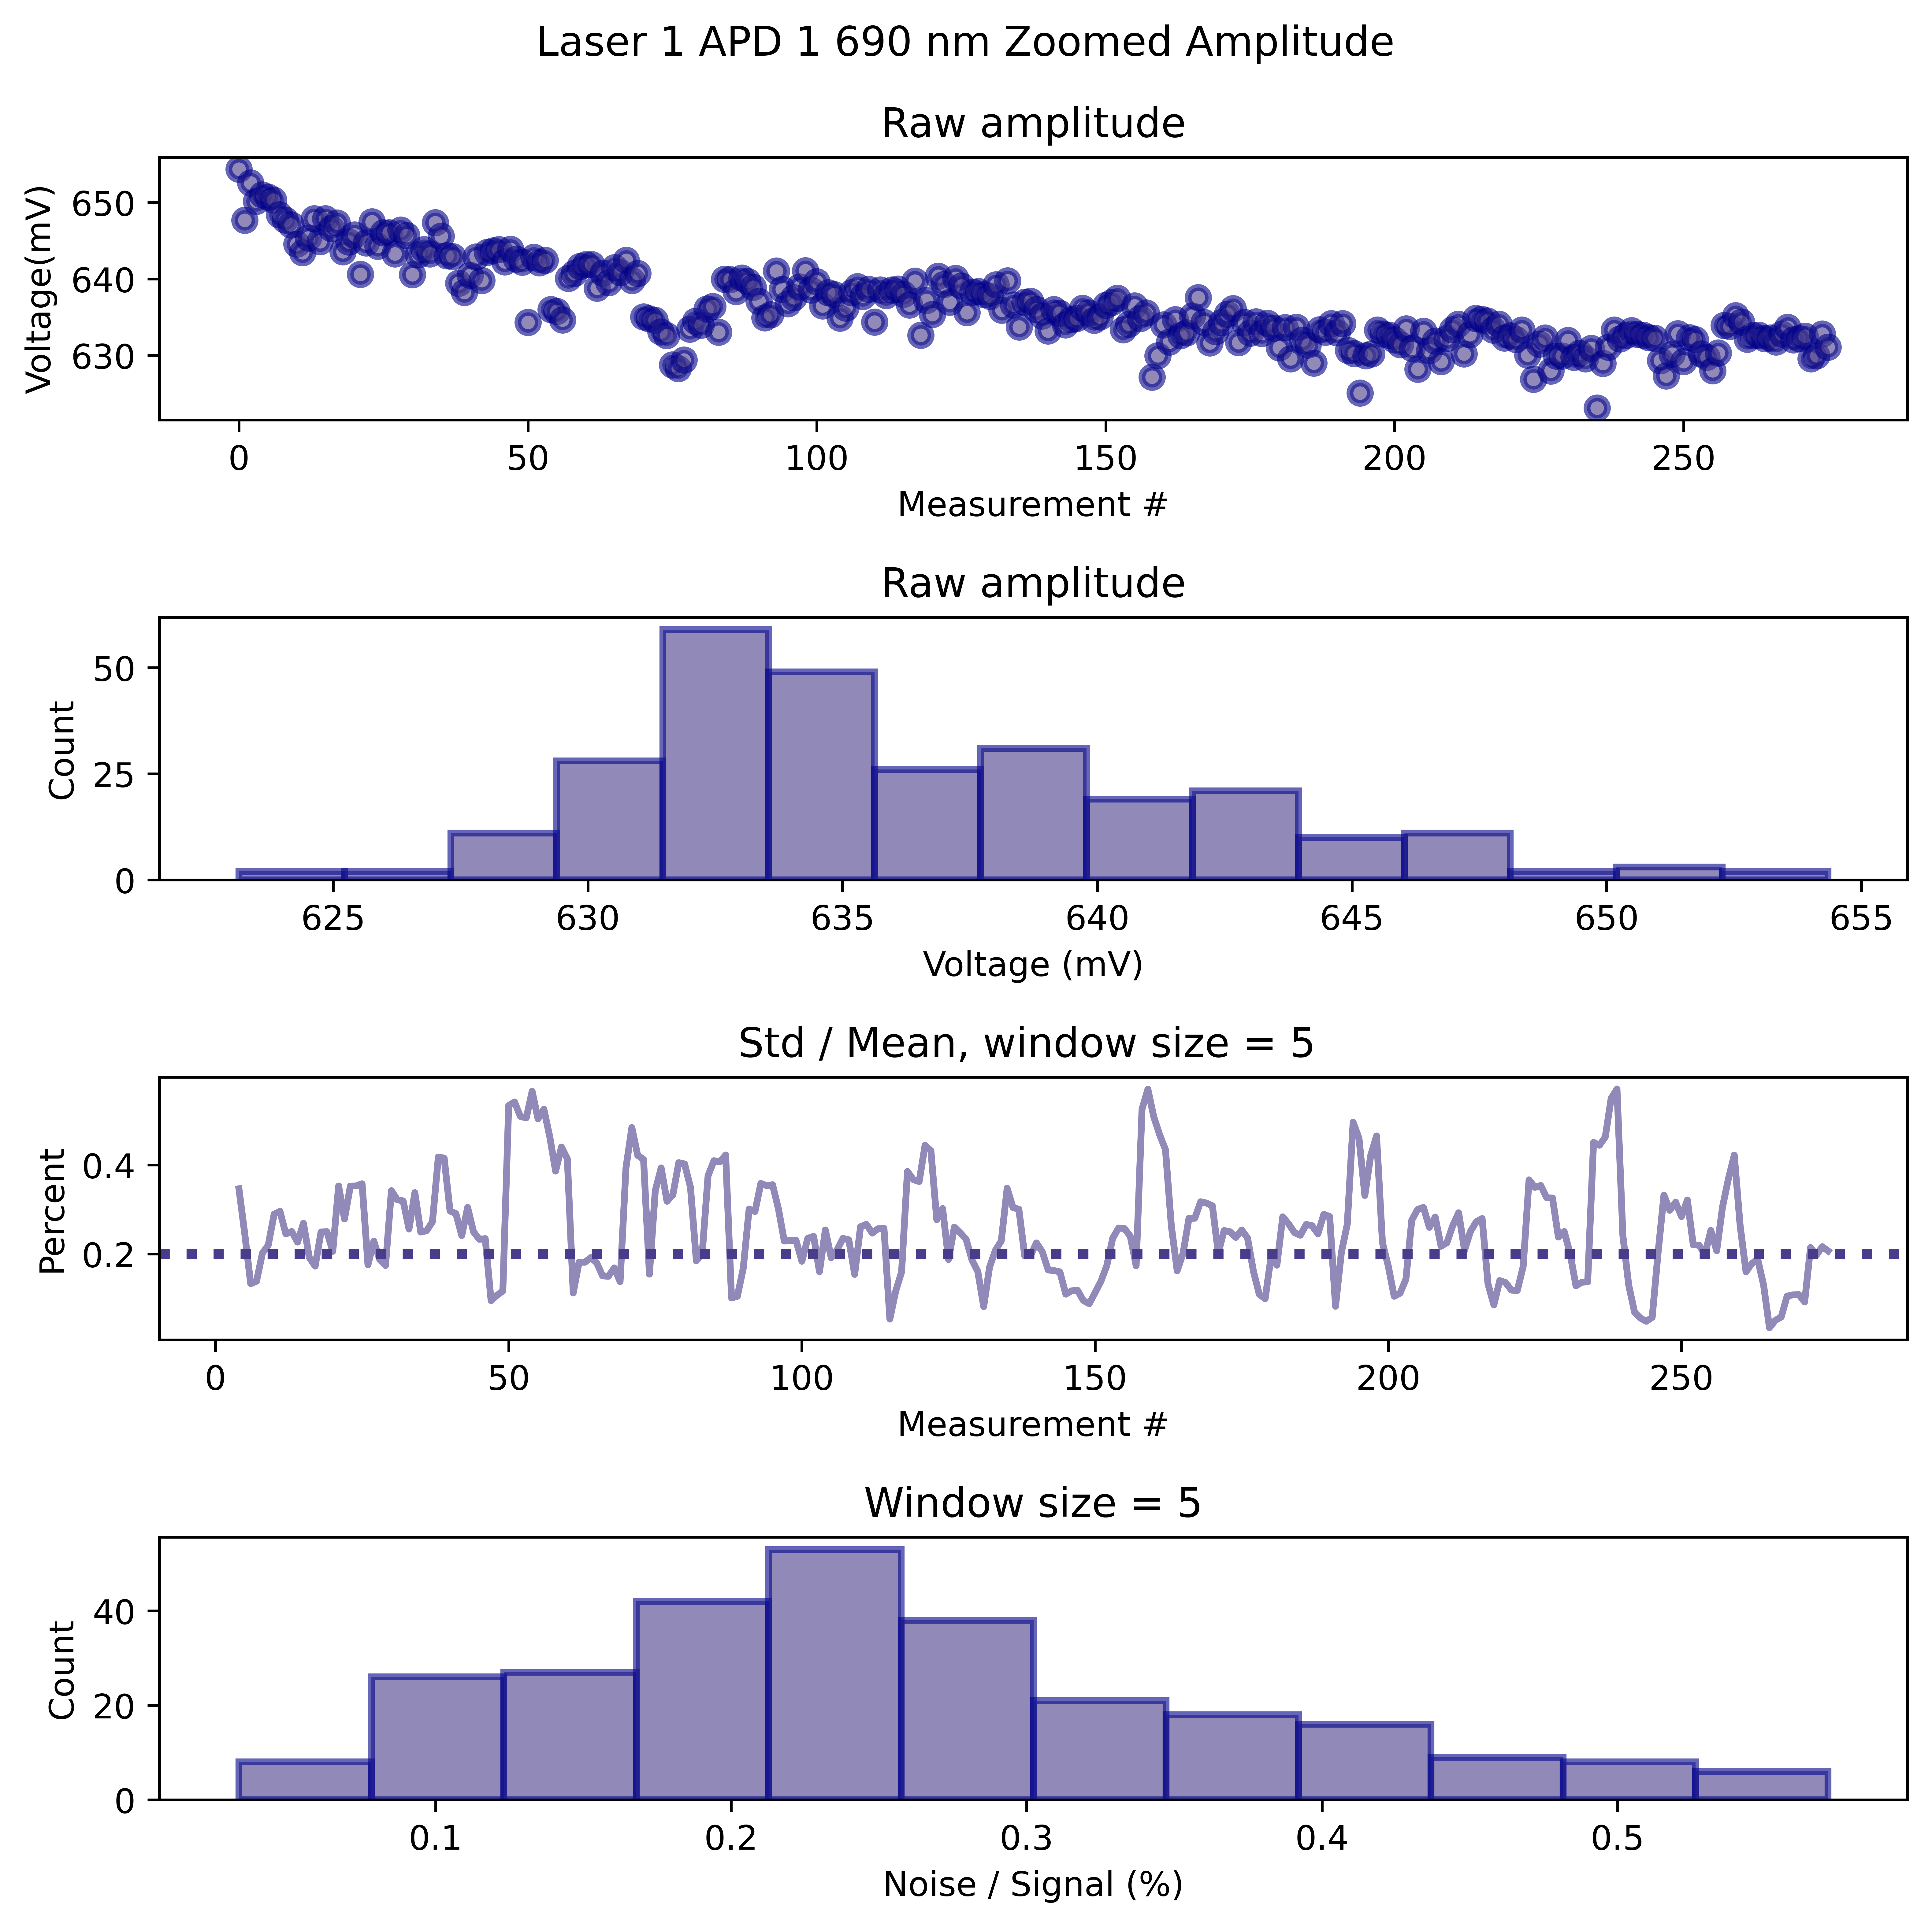 Laser 1 APD 1 690 nm Zoomed Amplitude
Raw amplitude
Voltage(mV)
650
640
630
0 50 100 150 200 250
Measurement #
Raw amplitude
Count
50
25
0
625 630 635 640 645 650 655
Voltage (mV)
Std / Mean, window size = 5
Percent
0.4
0.2
0 50 100 150 200 250
Measurement #
Window size = 5
Count
40
20
0
0.1 0.2 0.3 0.4 0.5
Noise / Signal (%)